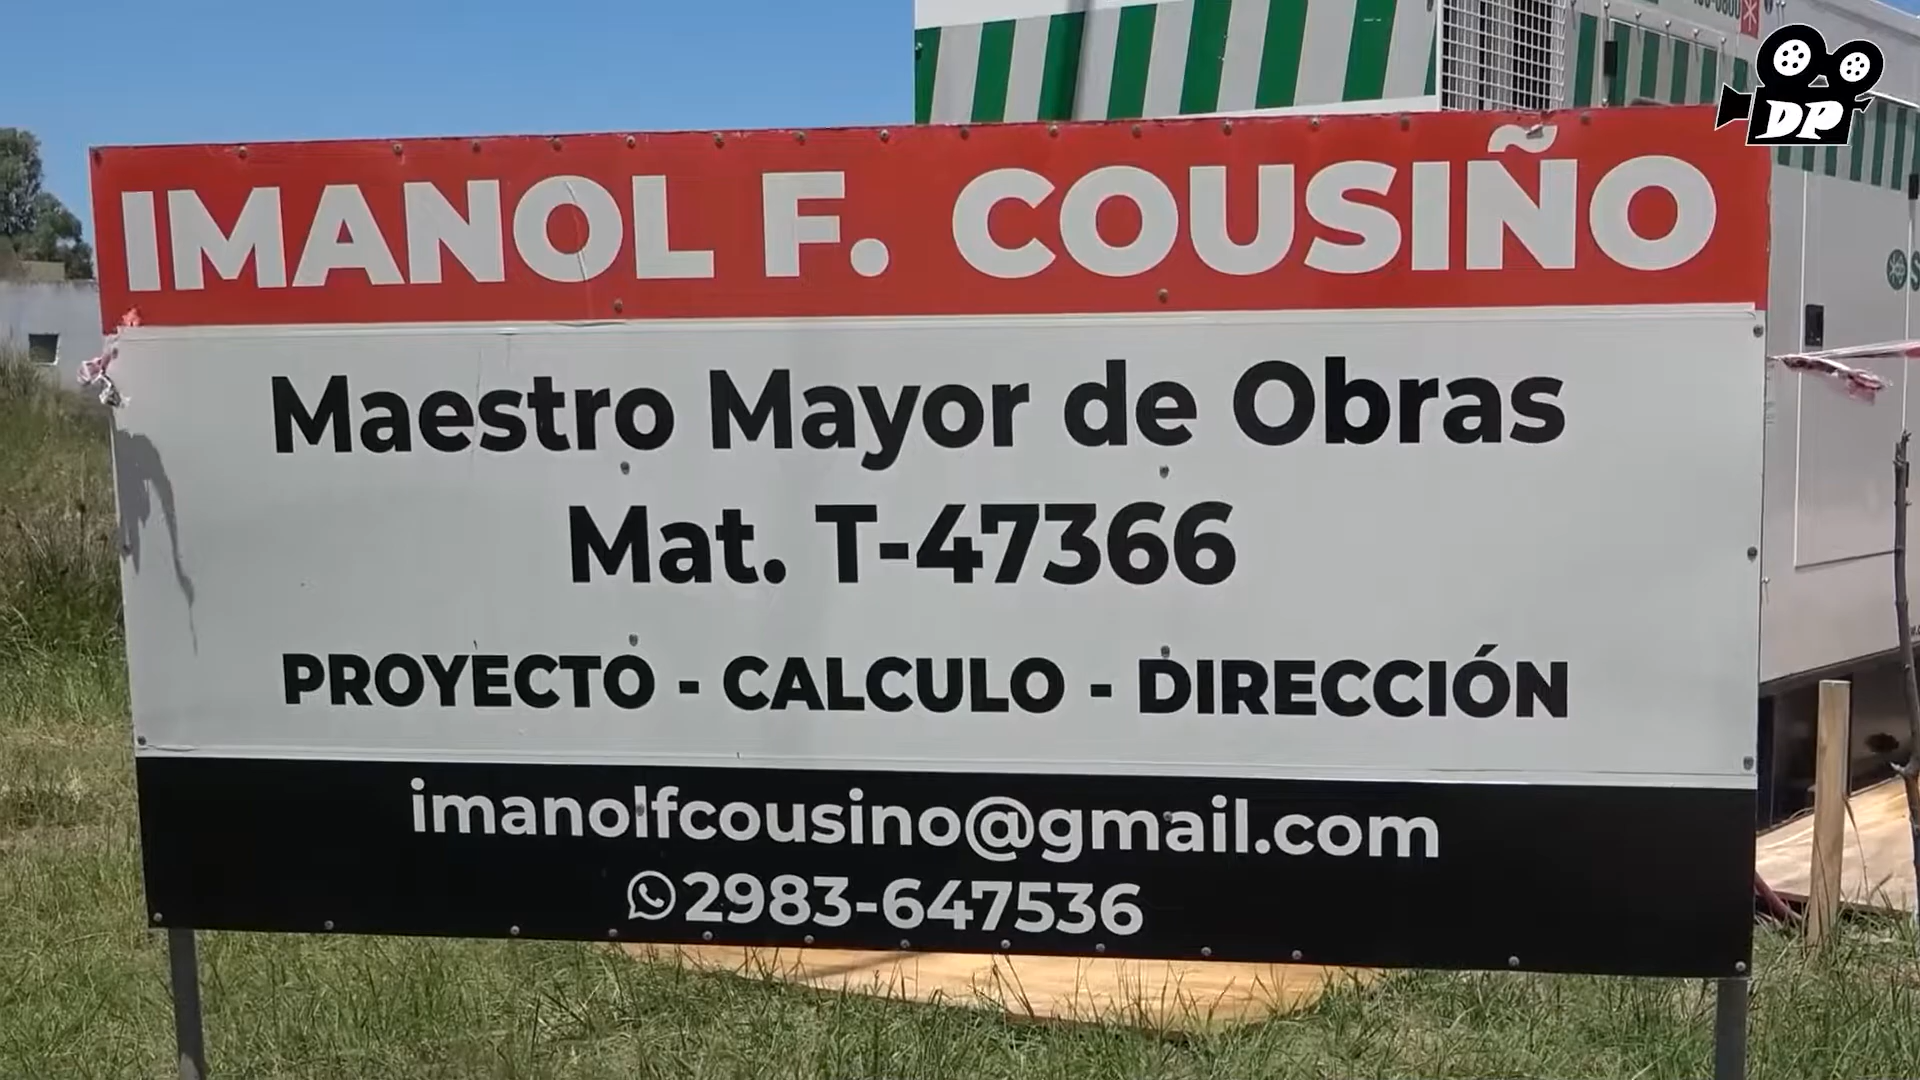 DP
IMANOL F. COUSIÑO
Maestro Mayor de Obras
Mat. T-47366
PROYECTO - CALCULO - DIRECCIÓN
imanolfcousino@gmail.com
2983-647536